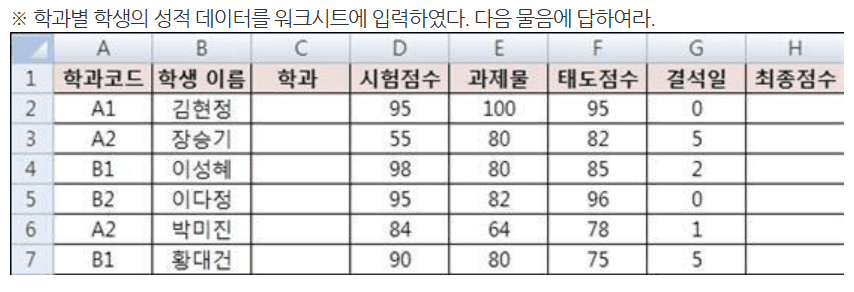 ※ 학과별 학생의 성적 데이터를 워크시트에 입력하였다. 다음 물음에 답하여라.
A B C D E F G H
1 학과코드 학생 이름 학과 시험점수 과제물 태도점수 결석일 최종점수
2 A1 김현정 95 100 95 0
3 A2 장승기 55 80 82 5
4 B1 이성혜 98 80 85 2
5 B2 이다정 95 82 96 0
6 A2 박미진 84 64 78 1
7 B1 황대건 90 80 75 5